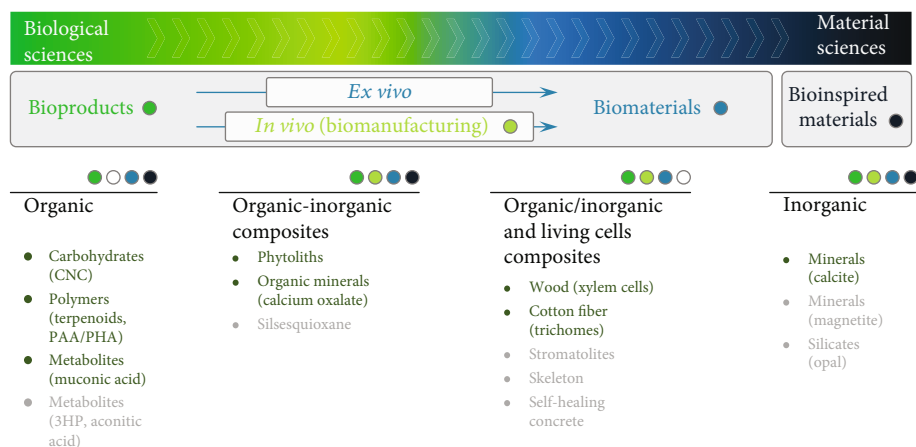 Biological
sciences
Material
sciences
Bioproducts
Ex vivo
In vivo (biomanufacturing)
Biomaterials
Bioinspired
materials
Organic
Carbohydrates
(CNC)
Polymers
(terpenoids,
PAA/PHA)
Metabolites
(muconic acid)
Metabolites
(3HP, aconitic
acid)
Organic-inorganic
composites
Phytoliths
Organic minerals
(calcium oxalate)
Silsesquioxane
Organic/inorganic
and living cells
composites
Wood (xylem cells)
Cotton fiber
(trichomes)
Stromatolites
Skeleton
Self-healing
concrete
Inorganic
Minerals
(calcite)
Minerals
(magnetite)
Silicates
(opal)